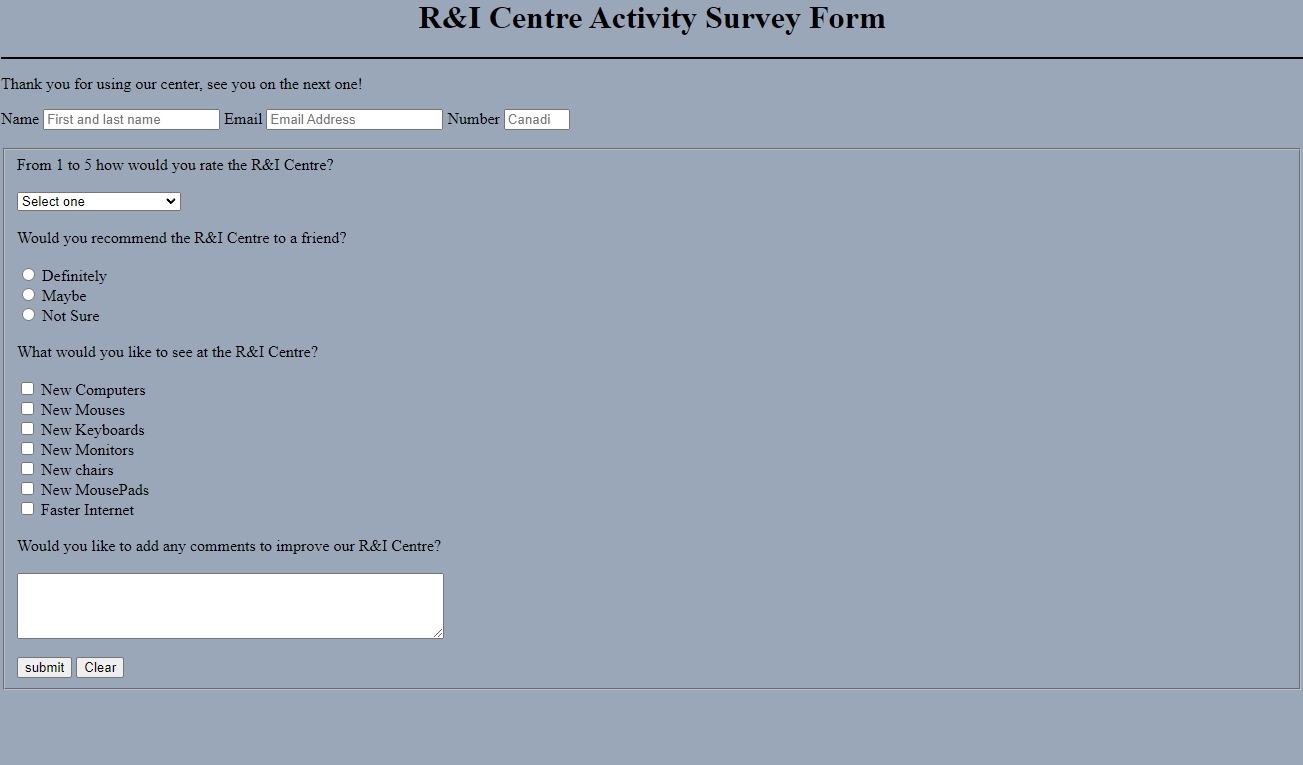 R&I Centre Activity Survey Form
Thank you for using our center, see you on the next one!
Name First and last name Email Email Address Number Canadi
From 1 to 5 how would you rate the R&I Centre?
Select one
Would you recommend the R&I Centre to a friend?
Definitely
Maybe
Not Sure
What would you like to see at the R&I Centre?
New Computers
New Mouses
New Keyboards
New Monitors
New chairs
New MousePads
Faster Internet
Would you like to add any comments to improve our R&I Centre?
submit Clear